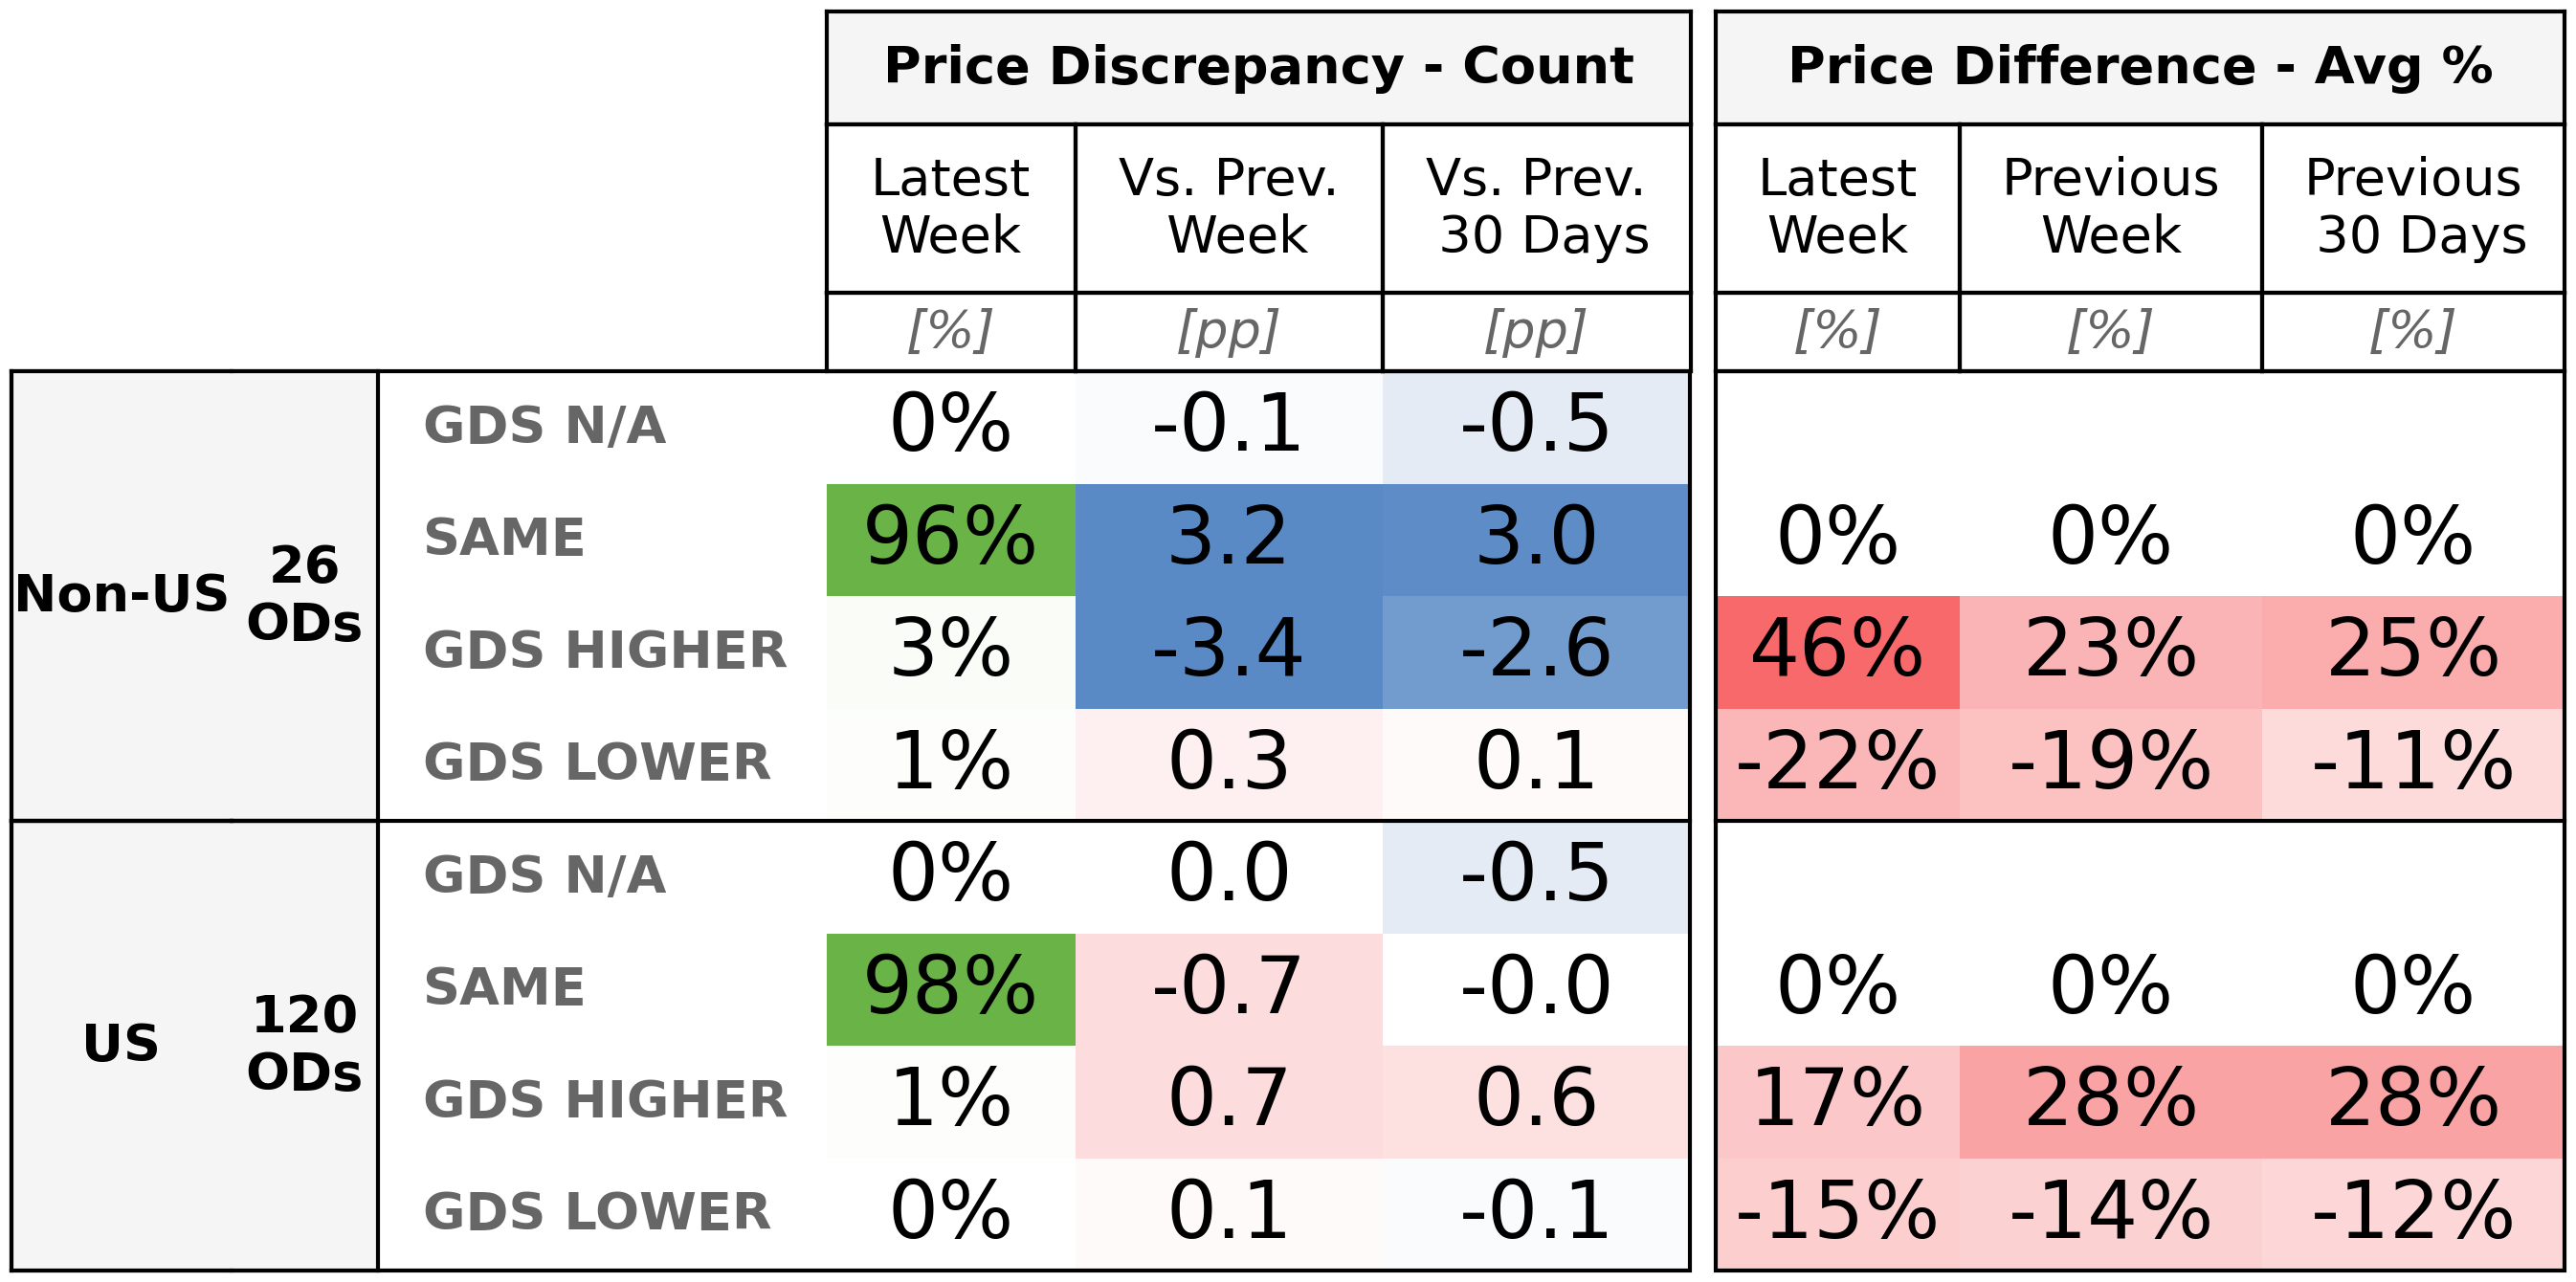 Price Discrepancy - Count Price Difference - Avg %
Latest Week Vs. Prev. Week Vs. Prev. 30 Days Latest Week Previous Week Previous 30 Days
[%] [pp] [pp] [%] [%] [%]
Non-US 26 ODs
GDS N/A 0% -0.1 -0.5
SAME 96% 3.2 3.0 0% 0% 0%
GDS HIGHER 3% -3.4 -2.6 46% 23% 25%
GDS LOWER 1% 0.3 0.1 -22% -19% -11%
US 120 ODs
GDS N/A 0% 0.0 -0.5
SAME 98% -0.7 -0.0 0% 0% 0%
GDS HIGHER 1% 0.7 0.6 17% 28% 28%
GDS LOWER 0% 0.1 -0.1 -15% -14% -12%